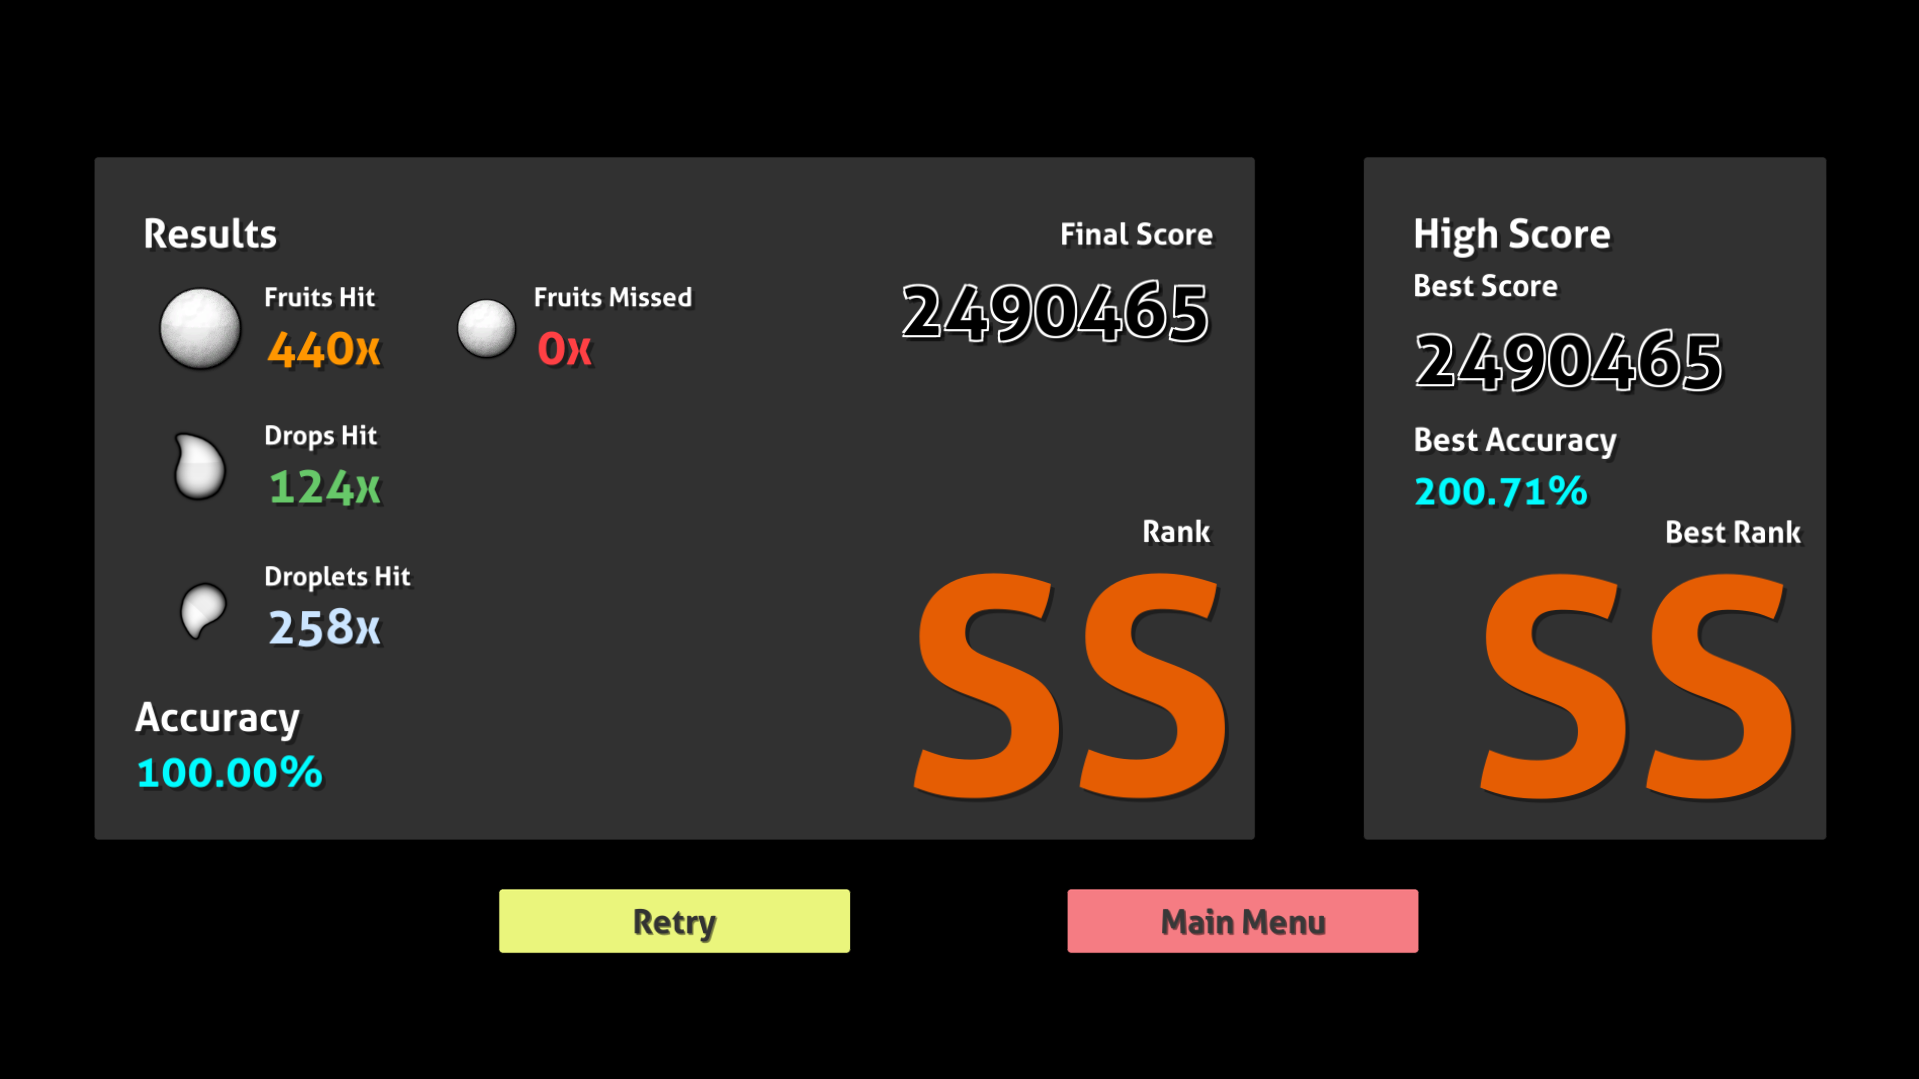 Results
Fruits Hit
440x
Fruits Missed
0x
Drops Hit
124x
Droplets Hit
258x
Accuracy
100.00%
Final Score
2490465
Rank
SS
High Score
Best Score
2490465
Best Accuracy
200.71%
Best Rank
SS
Retry
Main Menu